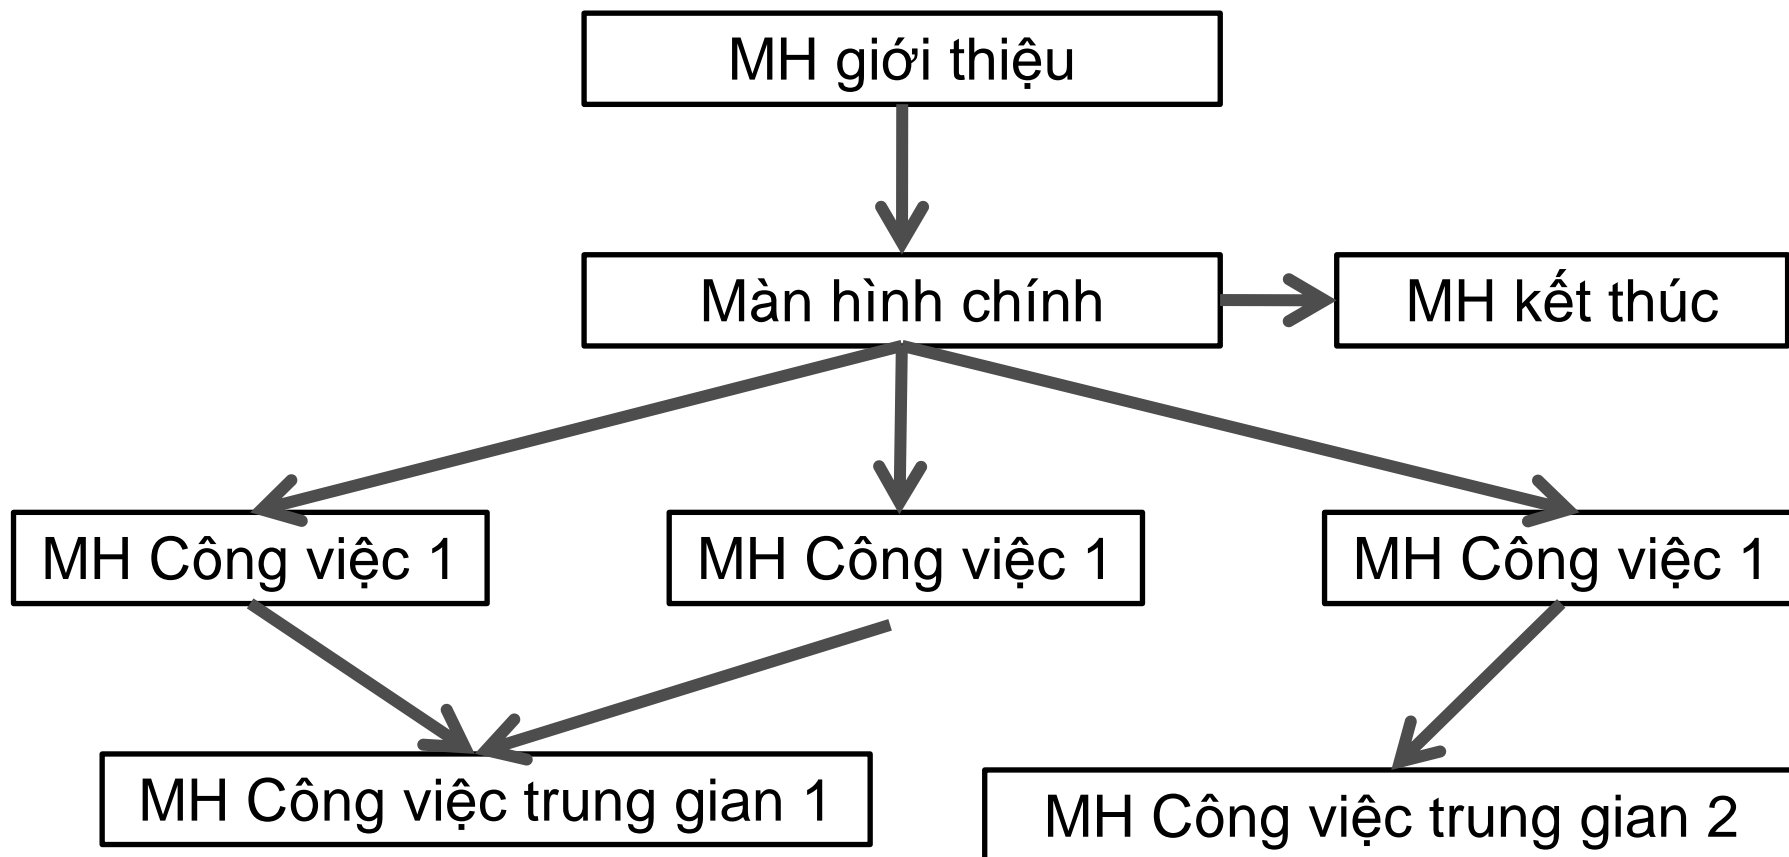 MH giới thiệu
Màn hình chính
MH kết thúc
MH Công việc 1
MH Công việc 1
MH Công việc 1
MH Công việc trung gian 1
MH Công việc trung gian 2